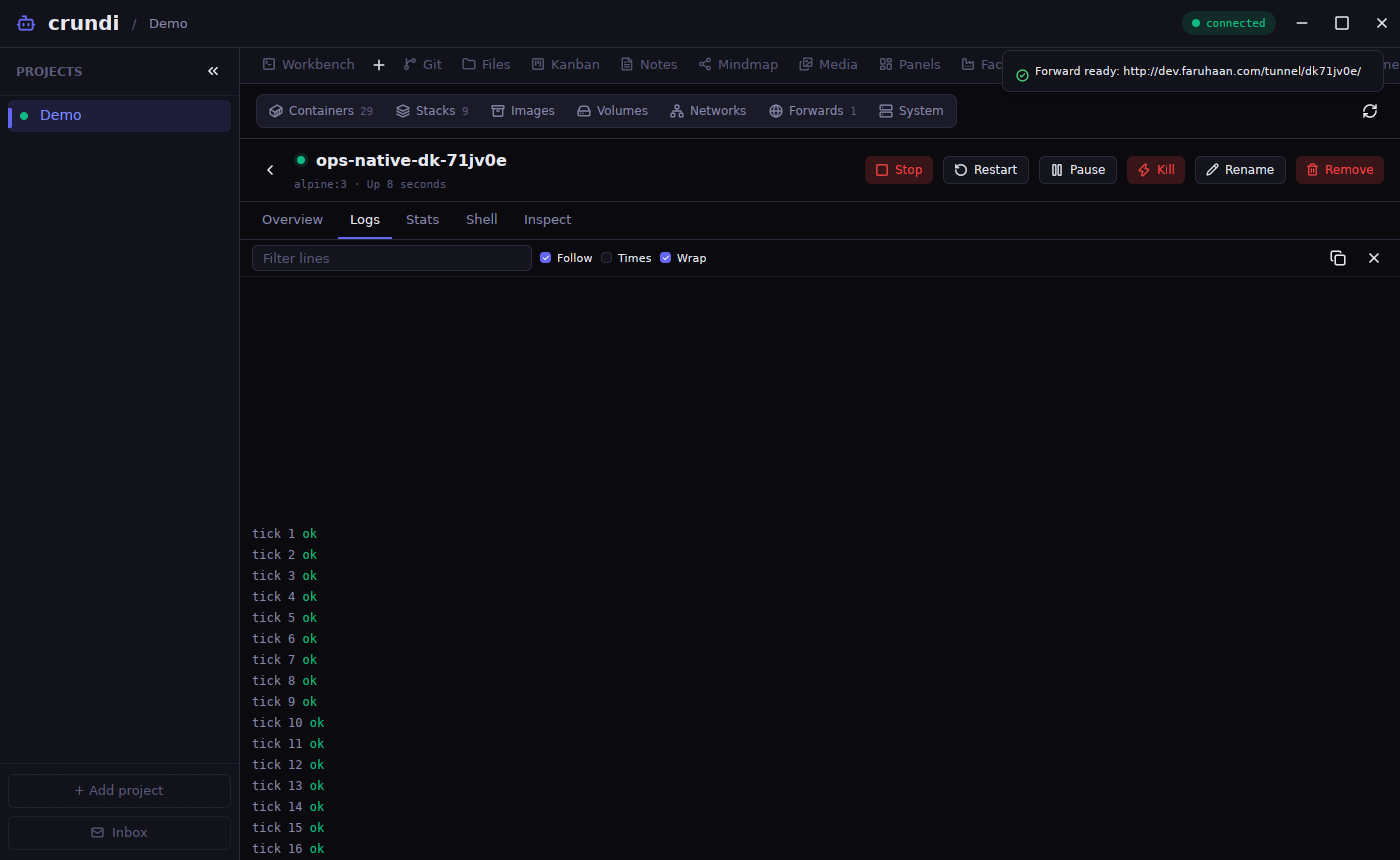 crundi / Demo
connected
PROJECTS
Demo
+ Add project
Inbox
Workbench
Git
Files
Kanban
Notes
Mindmap
Media
Panels
Forward ready: http://dev.faruhaan.com/tunnel/dk71jv0e/
Containers 29
Stacks 9
Images
Volumes
Networks
Forwards 1
System
ops-native-dk-71jv0e
alpine:3 · Up 8 seconds
Stop
Restart
Pause
Kill
Rename
Remove
Overview
Logs
Stats
Shell
Inspect
Filter lines
Follow
Times
Wrap
tick 1 ok
tick 2 ok
tick 3 ok
tick 4 ok
tick 5 ok
tick 6 ok
tick 7 ok
tick 8 ok
tick 9 ok
tick 10 ok
tick 11 ok
tick 12 ok
tick 13 ok
tick 14 ok
tick 15 ok
tick 16 ok